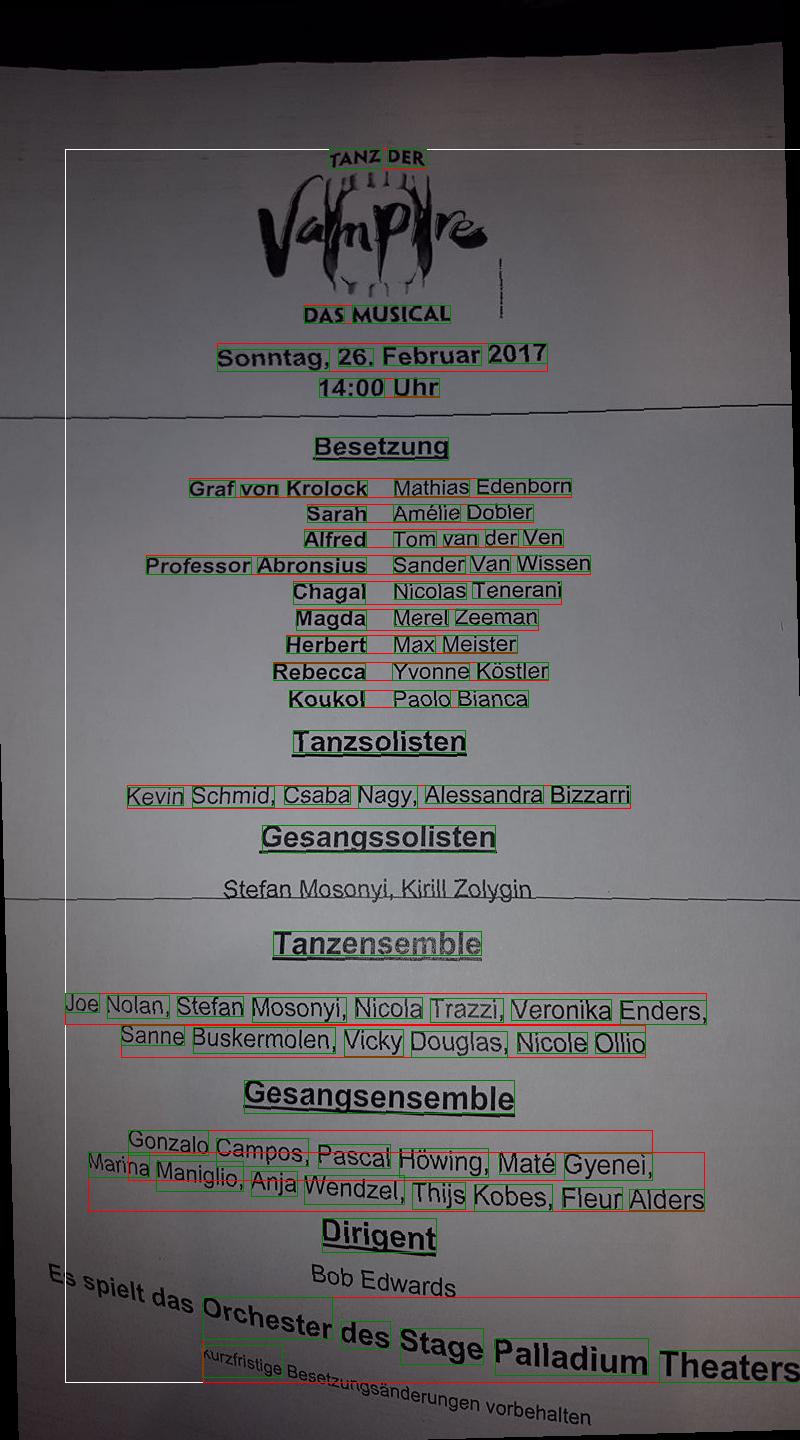 TANZ DER
Vampire
DAS MUSICAL
Sonntag, 26. Februar 2017
14:00 Uhr
Besetzung
Graf von Krolock Mathias Edenborn
Sarah Amélie Dobler
Alfred Tom van der Ven
Professor Abronsius Sander Van Wissen
Chagal Nicolas Tenerani
Magda Merel Zeeman
Herbert Max Meister
Rebecca Yvonne Köstler
Koukol Paolo Bianca
Tanzsolisten
Kevin Schmid, Csaba Nagy, Alessandra Bizzarri
Gesangssolisten
Stefan Mosonyi, Kirill Zolygin
Tanzensemble
Joe Nolan, Stefan Mosonyi, Nicola Trazzi, Veronika Enders,
Sanne Buskermolen, Vicky Douglas, Nicole Ollio
Gesangsensemble
Gonzalo Campos, Pascal Höwing, Maté Gyenei,
Marina Maniglio, Anja Wendzel, Thijs Kobes, Fleur Alders
Dirigent
Bob Edwards
Es spielt das Orchester des Stage Palladium Theaters
kurzfristige Besetzungsänderungen vorbehalten